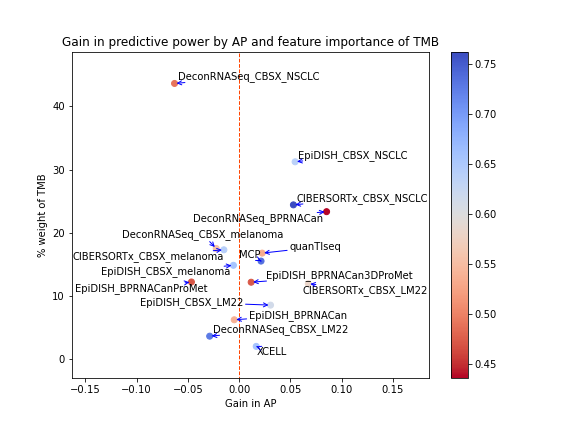 Gain in predictive power by AP and feature importance of TMB
DeconRNASeq_CBSX_NSCLC
EpiDISH_CBSX_NSCLC
CIBERSORTx_CBSX_NSCLC
DeconRNASeq_BPRNACan
DeconRNASeq_CBSX_melanoma
quanTIseq
CIBERSORTx_CBSX_melanoma
MCP
EpiDISH_CBSX_melanoma
EpiDISH_BPRNACan3DProMet
EpiDISH_BPRNACanProMet
CIBERSORTx_CBSX_LM22
EpiDISH_CBSX_LM22
EpiDISH_BPRNACan
DeconRNASeq_CBSX_LM22
XCELL
% weight of TMB
40
30
20
10
0
−0.15
−0.10
−0.05
0.00
0.05
0.10
0.15
Gain in AP
0.75
0.70
0.65
0.60
0.55
0.50
0.45